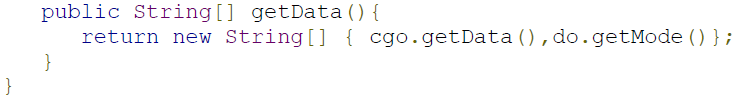 public String[] getData(){
return new String[] { cgo.getData(),do.getMode()};
}
}